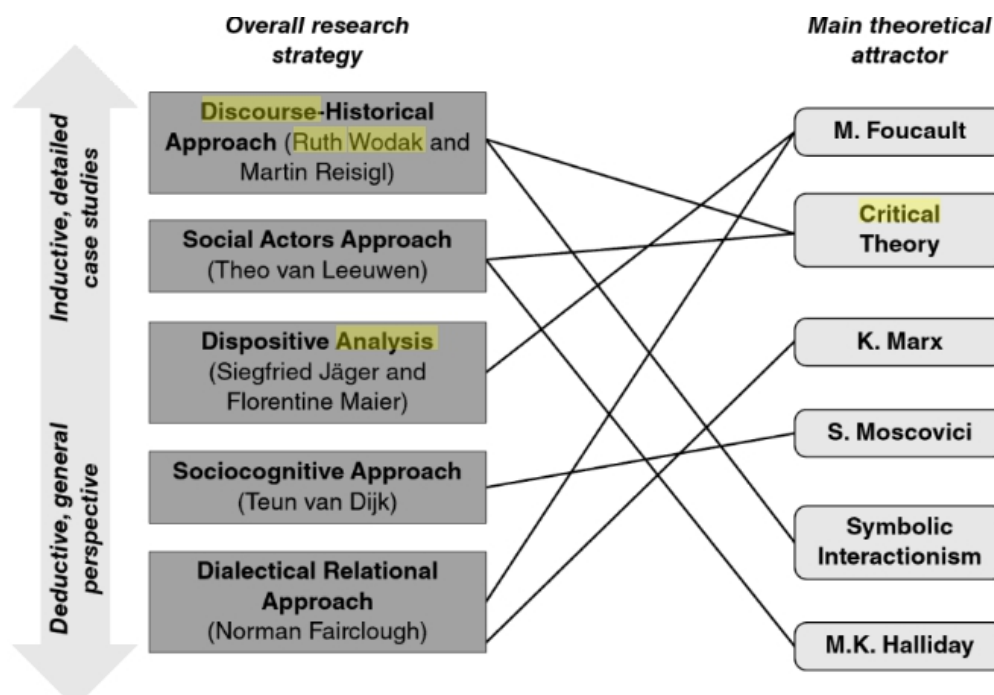 Overall research
strategy
Main theoretical
attractor
Inductive, detailed
case studies
Deductive, general
perspective
Discourse-Historical
Approach (Ruth Wodak and
Martin Reisigl)
Social Actors Approach
(Theo van Leeuwen)
Dispositive Analysis
(Siegfried Jäger and
Florentine Maier)
Sociocognitive Approach
(Teun van Dijk)
Dialectical Relational
Approach
(Norman Fairclough)
M. Foucault
Critical
Theory
K. Marx
S. Moscovici
Symbolic
Interactionism
M.K. Halliday